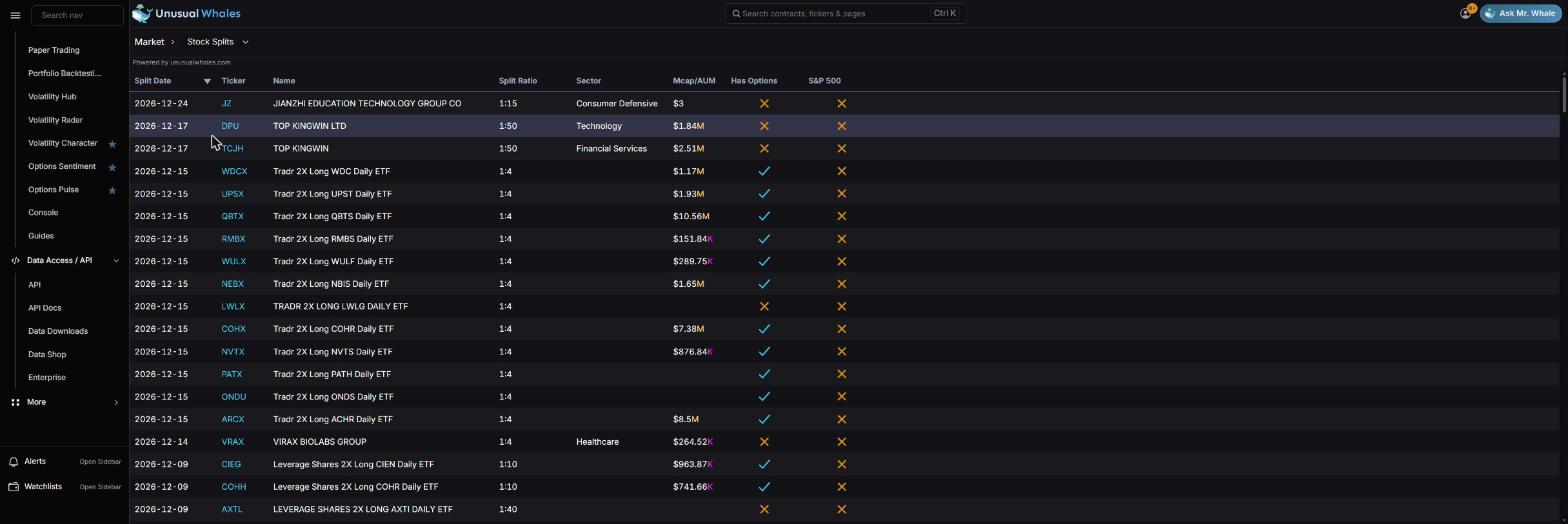 Search nav
Unusual Whales
Search contracts, tickers & pages
Ctrl K
9+
Ask Mr. Whale
Market > Stock Splits
Powered by unusualwhales.com
Paper Trading
Portfolio Backtesti...
Volatility Hub
Volatility Radar
Volatility Character
Options Sentiment
Options Pulse
Console
Guides
Data Access / API
API
API Docs
Data Downloads
Data Shop
Enterprise
More
Alerts Open Sidebar
Watchlists Open Sidebar
Split Date Ticker Name Split Ratio Sector Mcap/AUM Has Options S&P 500
2026-12-24 JZ JIANZHI EDUCATION TECHNOLOGY GROUP CO 1:15 Consumer Defensive $3
2026-12-17 DPU TOP KINGWIN LTD 1:50 Technology $1.84M
2026-12-17 TCJH TOP KINGWIN 1:50 Financial Services $2.51M
2026-12-15 WDCX Tradr 2X Long WDC Daily ETF 1:4 $1.17M
2026-12-15 UPSX Tradr 2X Long UPST Daily ETF 1:4 $1.93M
2026-12-15 QBTX Tradr 2X Long QBTS Daily ETF 1:4 $10.56M
2026-12-15 RMBX Tradr 2X Long RMBS Daily ETF 1:4 $151.84K
2026-12-15 WULX Tradr 2X Long WULF Daily ETF 1:4 $289.75K
2026-12-15 NEBX Tradr 2X Long NBIS Daily ETF 1:4 $1.65M
2026-12-15 LWLX TRADR 2X LONG LWLG DAILY ETF 1:4
2026-12-15 COHX Tradr 2X Long COHR Daily ETF 1:4 $7.38M
2026-12-15 NVTX Tradr 2X Long NVTS Daily ETF 1:4 $876.84K
2026-12-15 PATX Tradr 2X Long PATH Daily ETF 1:4
2026-12-15 ONDU Tradr 2X Long ONDS Daily ETF 1:4
2026-12-15 ARCX Tradr 2X Long ACHR Daily ETF 1:4 $8.5M
2026-12-14 VRAX VIRAX BIOLABS GROUP 1:4 Healthcare $264.52K
2026-12-09 CIEG Leverage Shares 2X Long CIEN Daily ETF 1:10 $963.87K
2026-12-09 COHH Leverage Shares 2X Long COHR Daily ETF 1:10 $741.66K
2026-12-09 AXTL LEVERAGE SHARES 2X LONG AXTI DAILY ETF 1:40